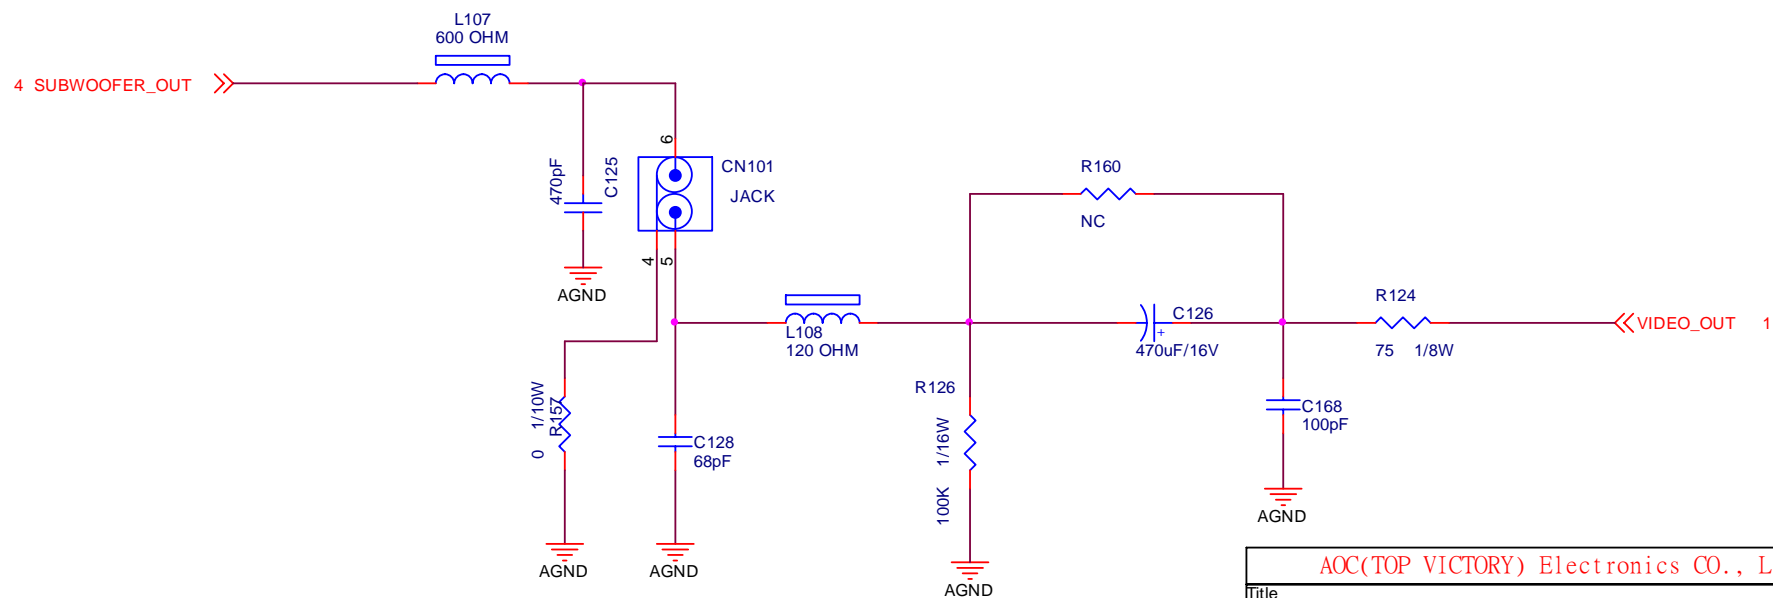 L107
600 OHM
4 SUBWOOFER_OUT
6
CN101
JACK
470pF
C125
R160
NC
4
5
AGND
L108
120 OHM
C126
+
470uF/16V
R124
75 1/8W
VIDEO_OUT 1
R126
0 1/10W
R157
C128
68pF
100K 1/16W
C168
100pF
AGND
AGND
AGND
AGND
AOC(TOP VICTORY) Electronics CO., L
Title